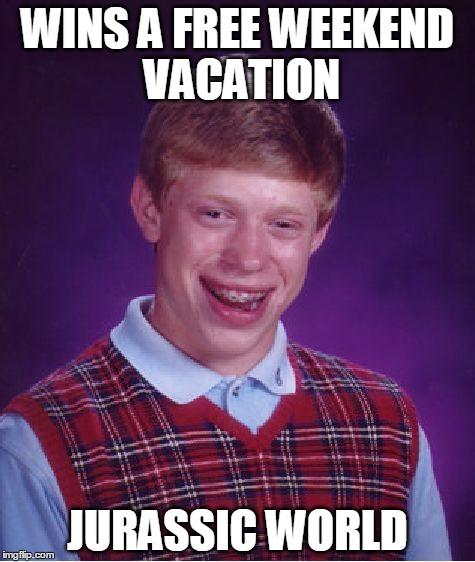 WINS A FREE WEEKEND
VACATION
JURASSIC WORLD
imgflip.com